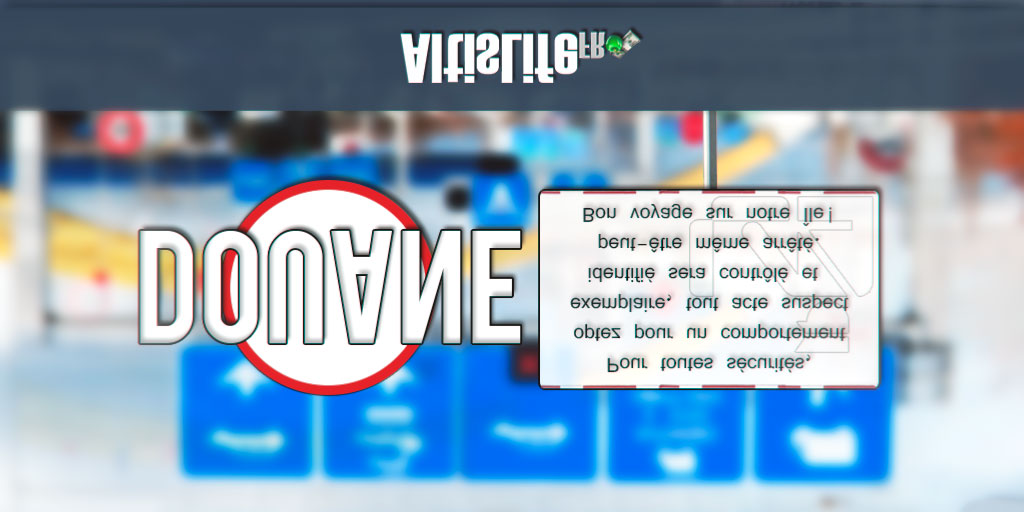 AltisLifeFR
DOUANE
Pour toutes sécurités,
optez pour un comportement
exemplaire, tout acte suspect
identifié sera contrôlé et
peut-être même arrêté.
Bon voyage sur notre île!